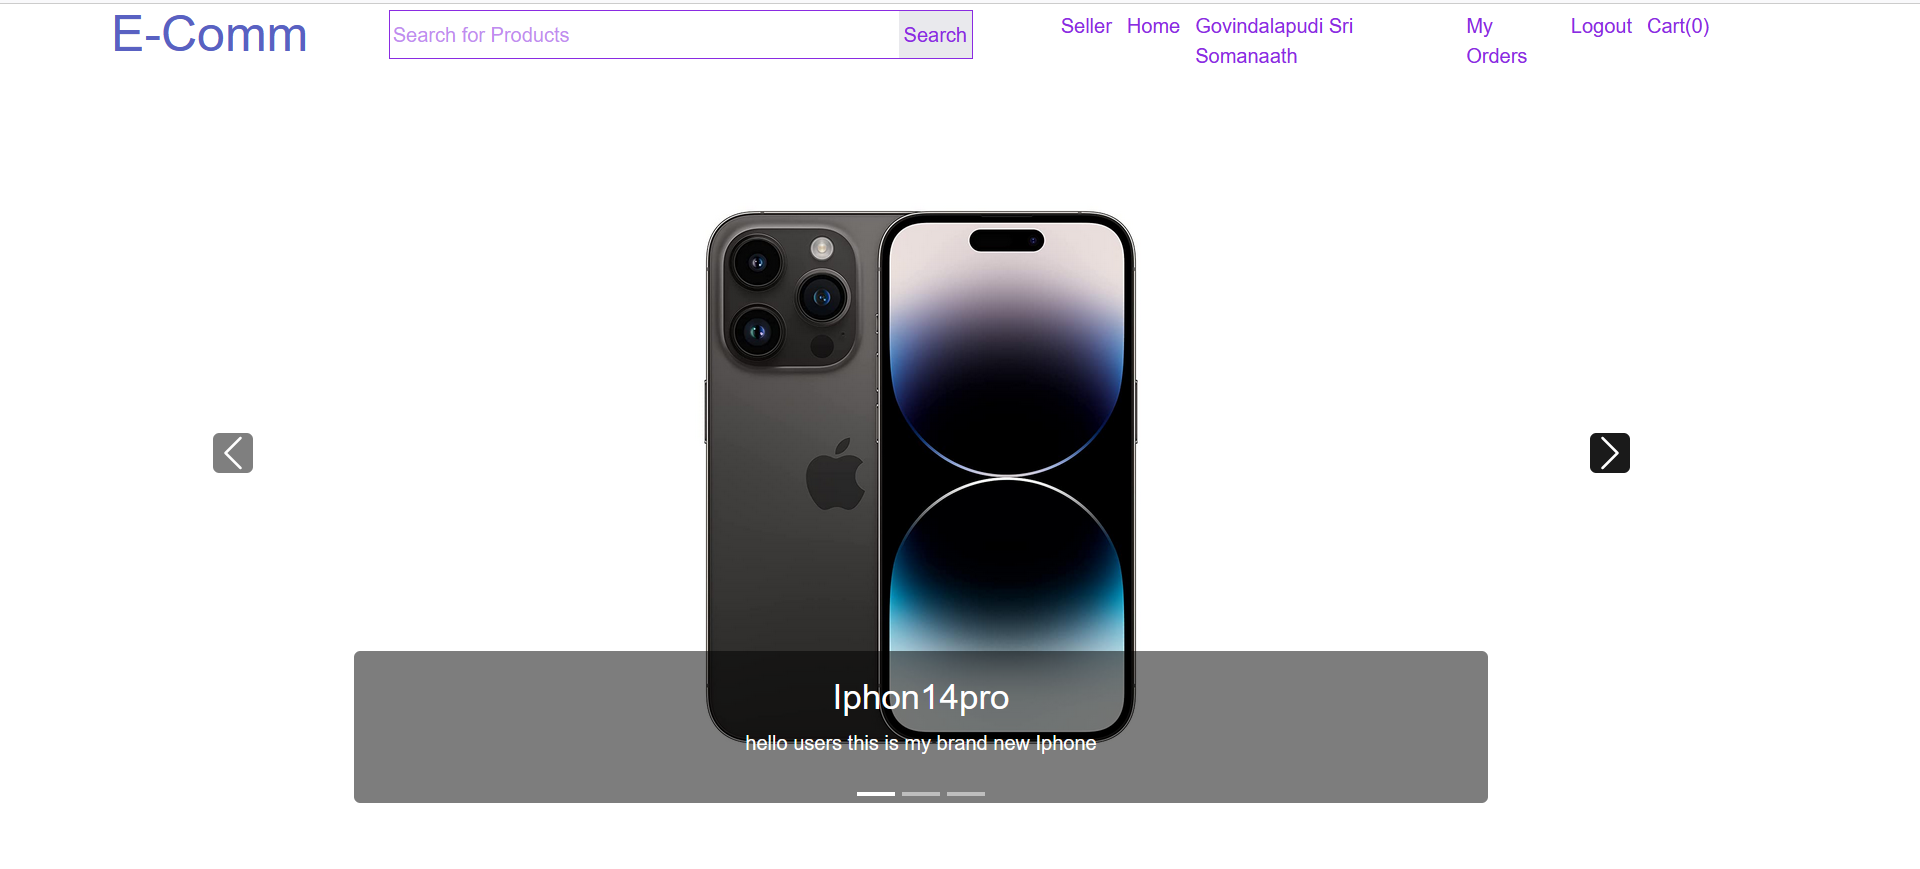 E-Comm
Search for Products
Search
Seller
Home
Govindalapudi Sri
Somanaath
My
Orders
Logout
Cart(0)
Iphon14pro
hello users this is my brand new Iphone